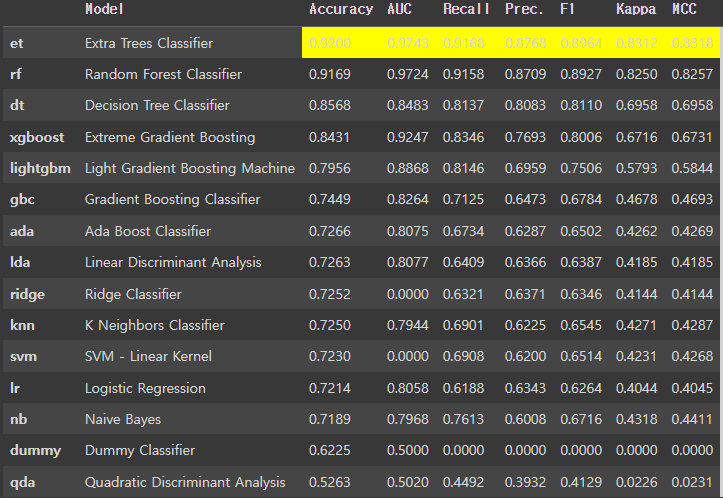 Model Accuracy AUC Recall Prec. F1 Kappa MCC
et Extra Trees Classifier 0.9200 0.9743 0.9168 0.8768 0.8964 0.8312 0.8318
rf Random Forest Classifier 0.9169 0.9724 0.9158 0.8709 0.8927 0.8250 0.8257
dt Decision Tree Classifier 0.8568 0.8483 0.8137 0.8083 0.8110 0.6958 0.6958
xgboost Extreme Gradient Boosting 0.8431 0.9247 0.8346 0.7693 0.8006 0.6716 0.6731
lightgbm Light Gradient Boosting Machine 0.7956 0.8868 0.8146 0.6959 0.7506 0.5793 0.5844
gbc Gradient Boosting Classifier 0.7449 0.8264 0.7125 0.6473 0.6784 0.4678 0.4693
ada Ada Boost Classifier 0.7266 0.8075 0.6734 0.6287 0.6502 0.4262 0.4269
lda Linear Discriminant Analysis 0.7263 0.8077 0.6409 0.6366 0.6387 0.4185 0.4185
ridge Ridge Classifier 0.7252 0.0000 0.6321 0.6371 0.6346 0.4144 0.4144
knn K Neighbors Classifier 0.7250 0.7944 0.6901 0.6225 0.6545 0.4271 0.4287
svm SVM - Linear Kernel 0.7230 0.0000 0.6908 0.6200 0.6514 0.4231 0.4268
lr Logistic Regression 0.7214 0.8058 0.6188 0.6343 0.6264 0.4044 0.4045
nb Naive Bayes 0.7189 0.7968 0.7613 0.6008 0.6716 0.4318 0.4411
dummy Dummy Classifier 0.6225 0.5000 0.0000 0.0000 0.0000 0.0000 0.0000
qda Quadratic Discriminant Analysis 0.5263 0.5020 0.4492 0.3932 0.4129 0.0226 0.0231